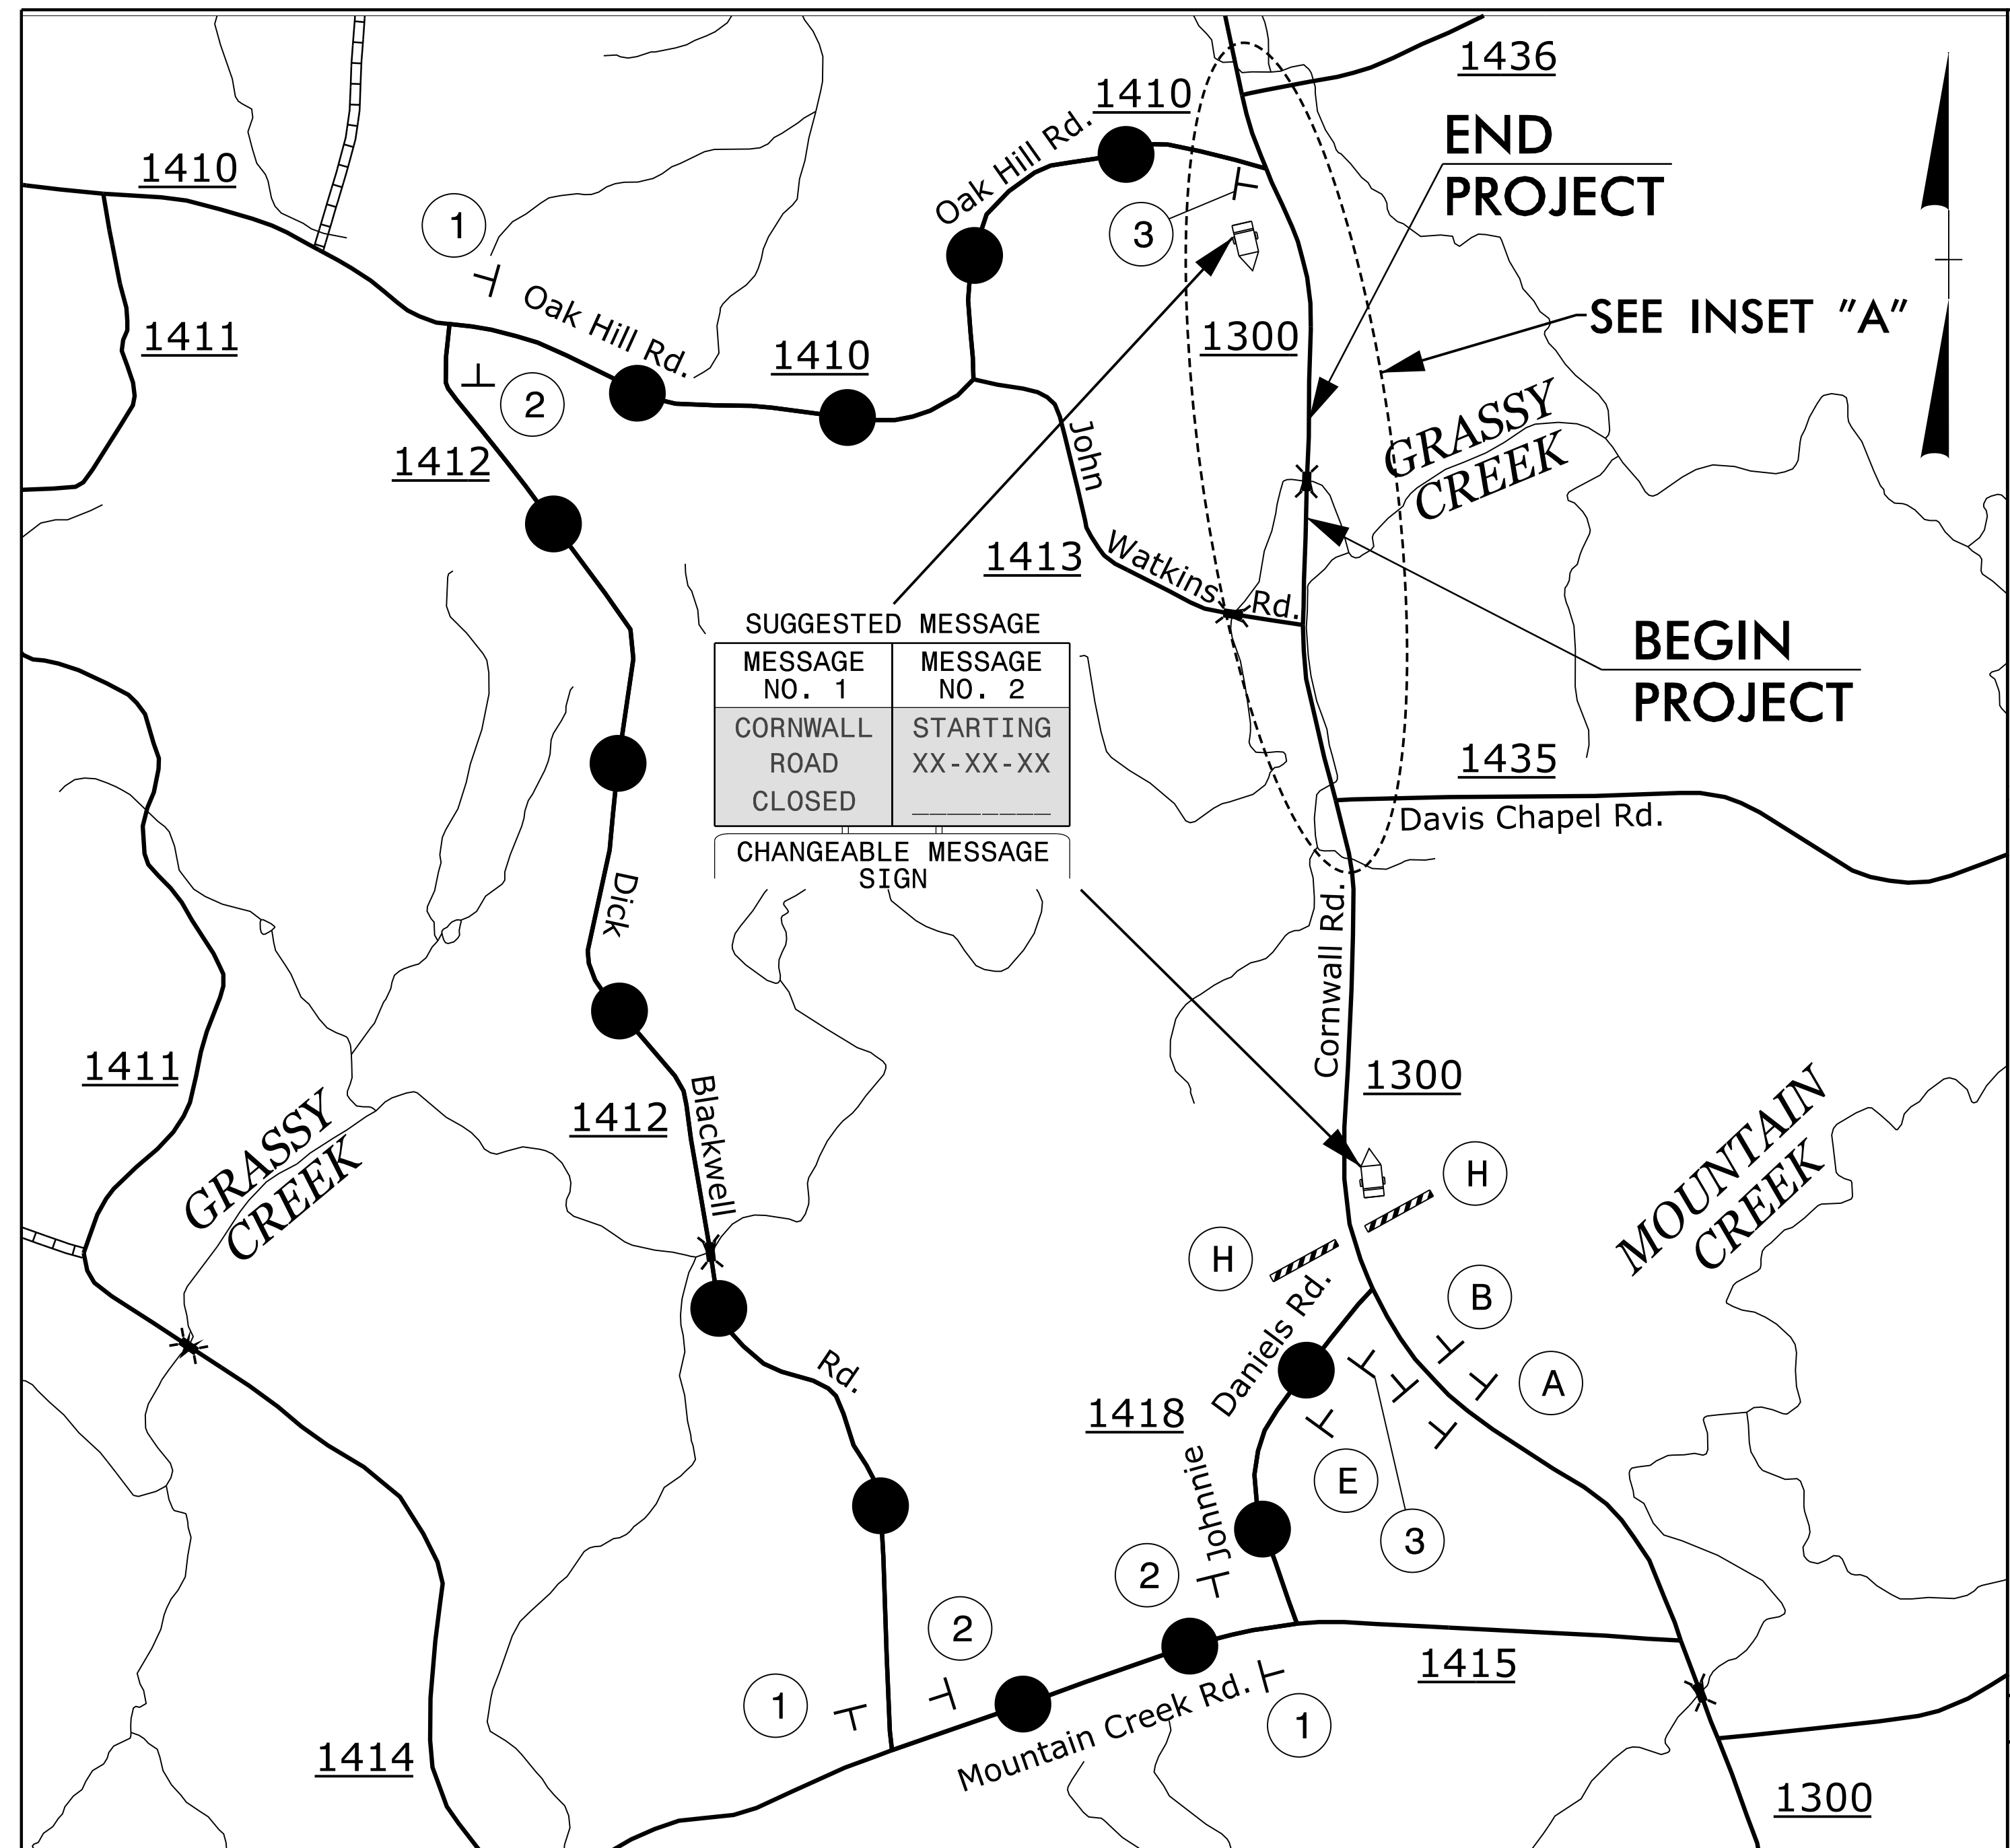 1436
1410
END
PROJECT
Oak Hill Rd.
1410
1
3
Oak Hill Rd.
SEE INSET "A"
1411
1300
1410
2
1412
GRASSY
CREEK
John
Watkins
Rd.
1413
SUGGESTED MESSAGE
MESSAGE
NO. 1
MESSAGE
NO. 2
CORNWALL
ROAD
CLOSED
STARTING
XX-XX-XX
________
CHANGEABLE MESSAGE
SIGN
BEGIN
PROJECT
1435
Davis Chapel Rd.
Dick
Cornwall Rd.
1411
1300
1412
Blackwell
GRASSY
CREEK
MOUNTAIN
CREEK
H
H
B
Rd.
Daniels Rd.
A
1418
E
Johnnie
3
2
2
1415
1
1
Mountain Creek Rd.
1414
1300